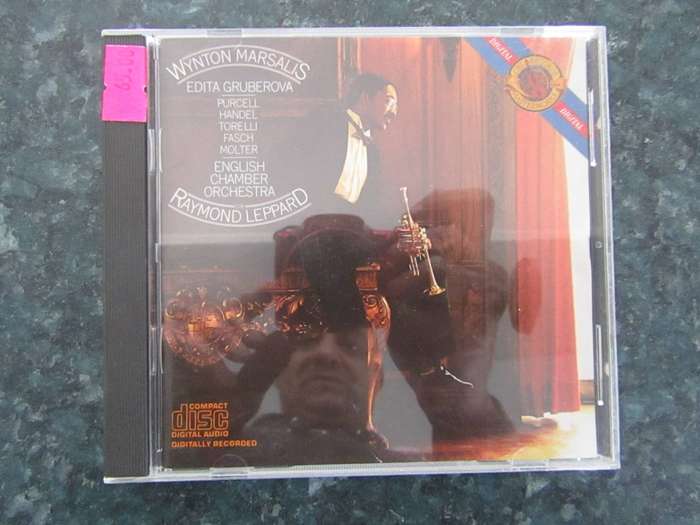 WYNTON MARSALIS
EDITA GRUBEROVA
PURCELL
HANDEL
TORELLI
FASCH
MOLTER
ENGLISH
CHAMBER
ORCHESTRA
RAYMOND LEPPARD
DIGITAL
DIGITAL
COMPACT
disc
DIGITAL AUDIO
DIGITALLY RECORDED